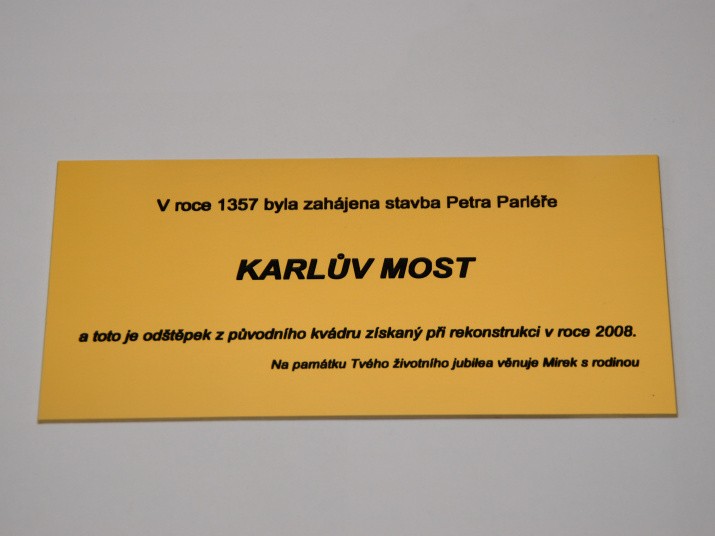 V roce 1357 byla zahájena stavba Petra Parléře
KARLŮV MOST
a toto je odštěpek z původního kvádru získaný při rekonstrukci v roce 2008.
Na památku Tvého životního jubilea věnuje Mirek s rodinou